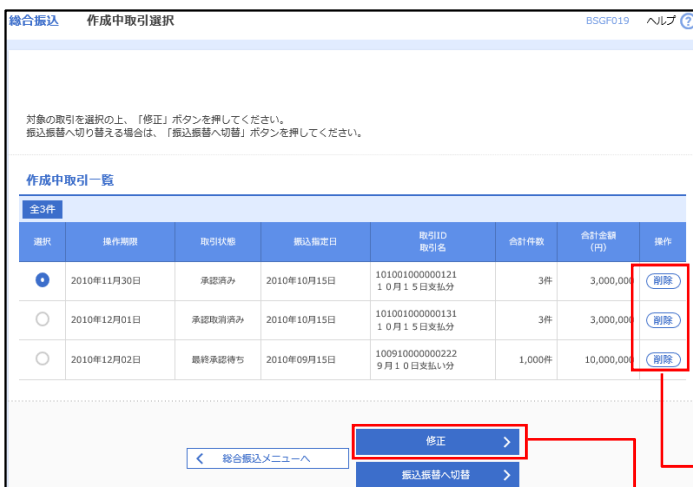 総合振込 作成中取引選択 BSGF019 ヘルプ ?
対象の取引を選択の上、「修正」ボタンを押してください。
振込振替へ切り替える場合は、「振込振替へ切替」ボタンを押してください。
作成中取引一覧
全3件
選択 操作期限 取引状態 振込指定日 取引ID 合計件数 合計金額 操作
取引名 (円)
2010年11月30日 承認済み 2010年10月15日 101001000000121 3件 3,000,000 削除
10月15日支払分
2010年12月01日 承認取消済み 2010年10月15日 101001000000131 3件 3,000,000 削除
10月15日支払分
2010年12月02日 最終承認待ち 2010年09月15日 100910000000222 1,000件 10,000,000 削除
9月10日支払い分
修正
総合振込メニューへ
振込振替へ切替